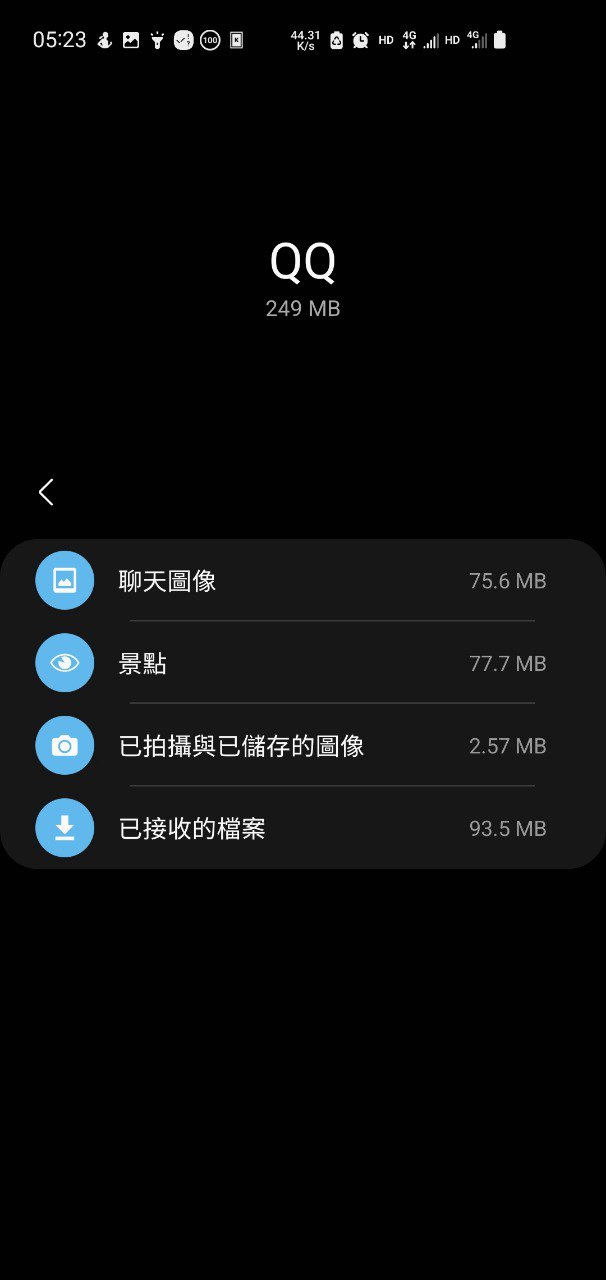 05:23 100 K 44.31 K/s HD 4G HD 4G
QQ
249 MB
聊天圖像 75.6 MB
景點 77.7 MB
已拍攝與已儲存的圖像 2.57 MB
已接收的檔案 93.5 MB